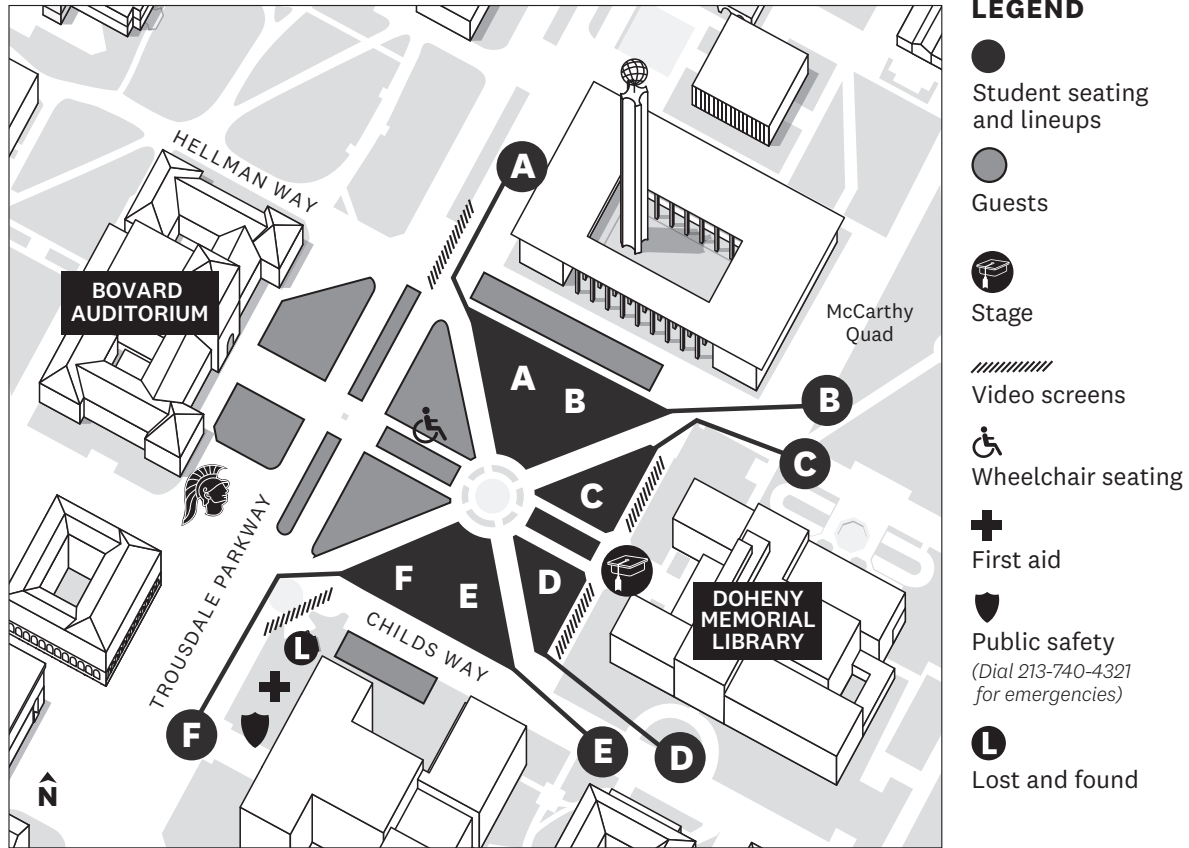 LEGEND
Student seating
and lineups
Guests
Stage
Video screens
Wheelchair seating
First aid
Public safety
(Dial 213-740-4321
for emergencies)
L
Lost and found
HELLMAN WAY
A
BOVARD
AUDITORIUM
McCarthy
Quad
A
B
B
C
C
TROUSDALE PARKWAY
F
E
D
DOHENY
MEMORIAL
LIBRARY
CHILDS WAY
L
F
E
D
N